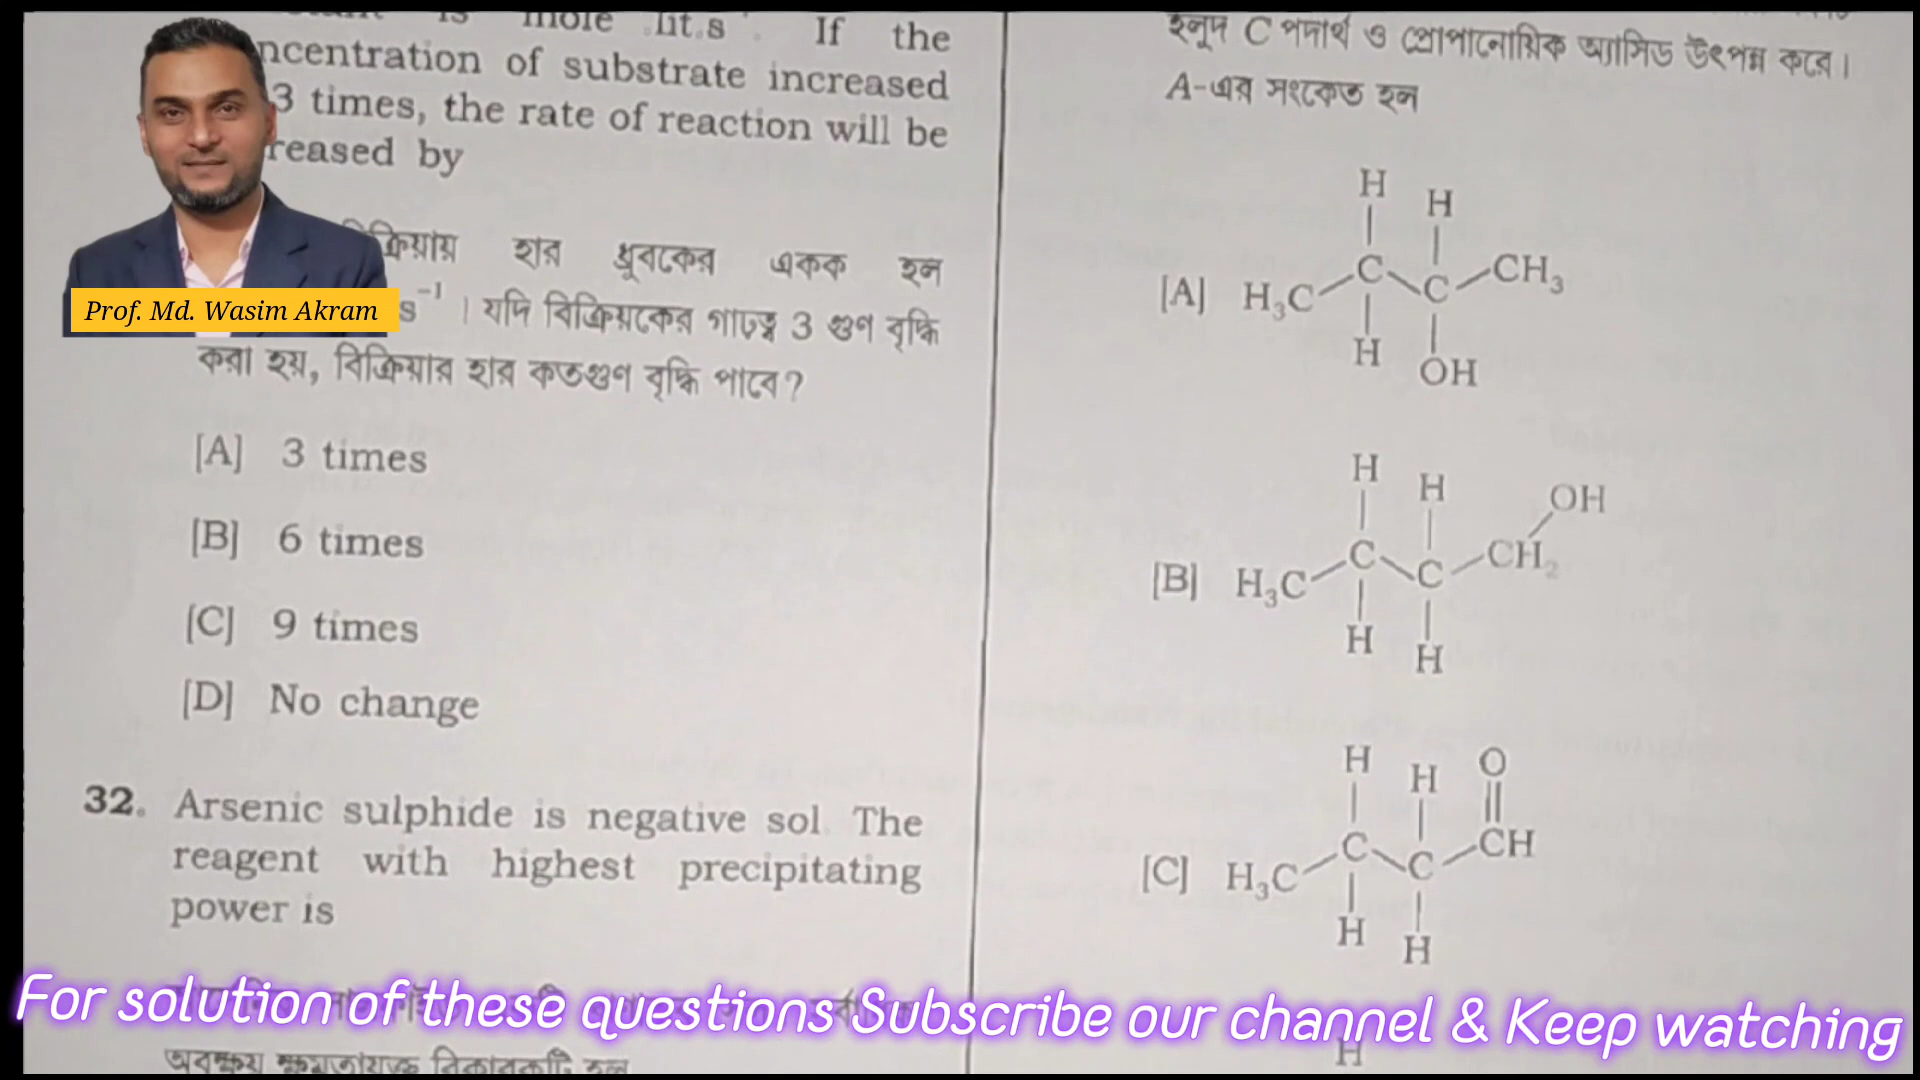 is mole lit.s If the
ncentration of substrate increased
3 times, the rate of reaction will be
reased by
ক্রিয়ায় হার ধ্রুবকের একক হল
s⁻¹ । যদি বিক্রিয়কের গাঢ়ত্ব 3 গুণ বৃদ্ধি
করা হয়, বিক্রিয়ার হার কতগুণ বৃদ্ধি পাবে?
[A] 3 times
[B] 6 times
[C] 9 times
[D] No change
32. Arsenic sulphide is negative sol. The
reagent with highest precipitating
power is
Prof. Md. Wasim Akram
হলুদ C পদার্থ ও প্রোপানোয়িক অ্যাসিড উৎপন্ন করে।
A-এর সংকেত হল
H H
[A] H₃C C C CH₃
H OH
H H OH
[B] H₃C C C CH₂
H H
H H O
[C] H₃C C C CH
H H
H
For solution of these questions Subscribe our channel & Keep watching